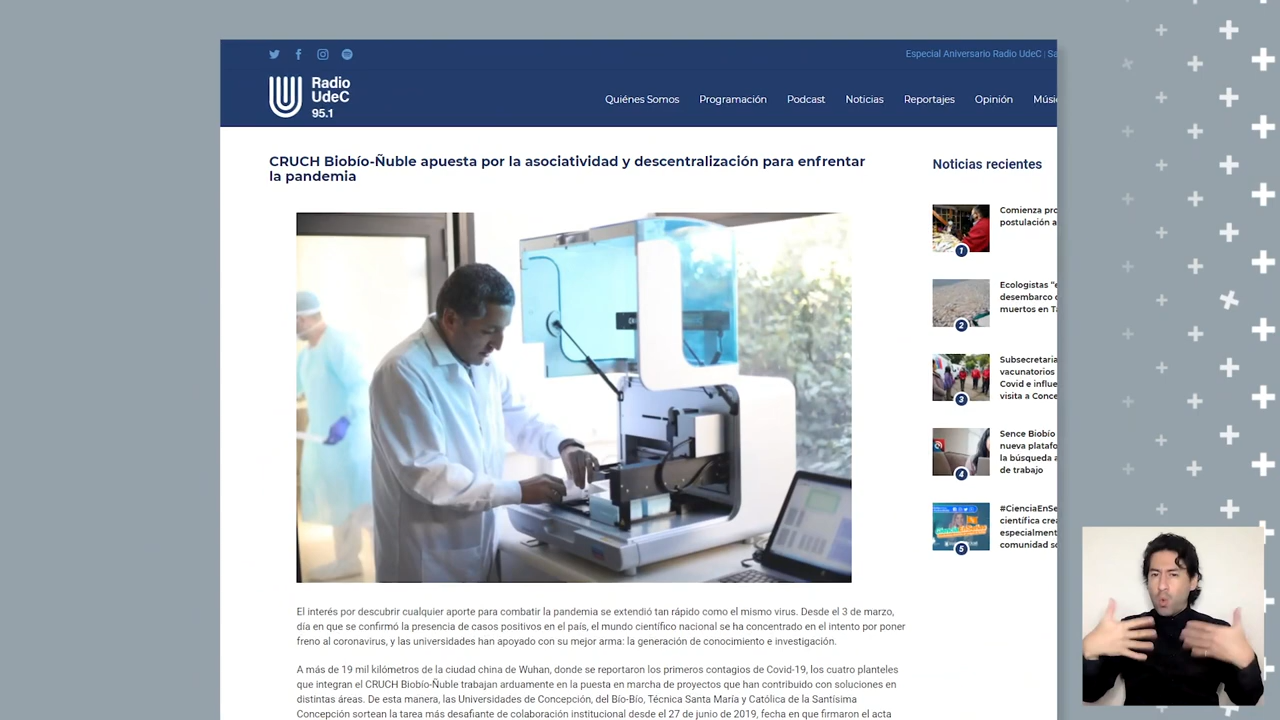 Especial Aniversario Radio UdeC |
Radio
UdeC
95.1
Quiénes Somos Programación Podcast Noticias Reportajes Opinión
CRUCH Biobío-Ñuble apuesta por la asociatividad y descentralización para enfrentar
la pandemia
Noticias recientes
1
Comienza
postulación
2
Ecologistas
desembarco
muertos en
3
Subsecretaria
vacunatorios
Covid e
visita a
4
Sence Biobío
nueva
la búsqueda
de trabajo
5
#CienciaEnSe
científica
comunidad
El interés por descubrir cualquier aporte para combatir la pandemia se extendió tan rápido como el mismo virus. Desde el 3 de marzo,
día en que se confirmó la presencia de casos positivos en el país, el mundo científico nacional se ha concentrado en el intento por poner
freno al coronavirus, y las universidades han apoyado con su mejor arma: la generación de conocimiento e investigación.
A más de 19 mil kilómetros de la ciudad china de Wuhan, donde se reportaron los primeros contagios de Covid-19, los cuatro planteles
que integran el CRUCH Biobío-Ñuble trabajan arduamente en la puesta en marcha de proyectos que han contribuido con soluciones en
distintas áreas. De esta manera, las Universidades de Concepción, del Bío-Bío, Técnica Santa María y Católica de la Santísima
Concepción sortean la tarea más desafiante de colaboración institucional desde el 27 de junio de 2019, fecha en que firmaron el acta